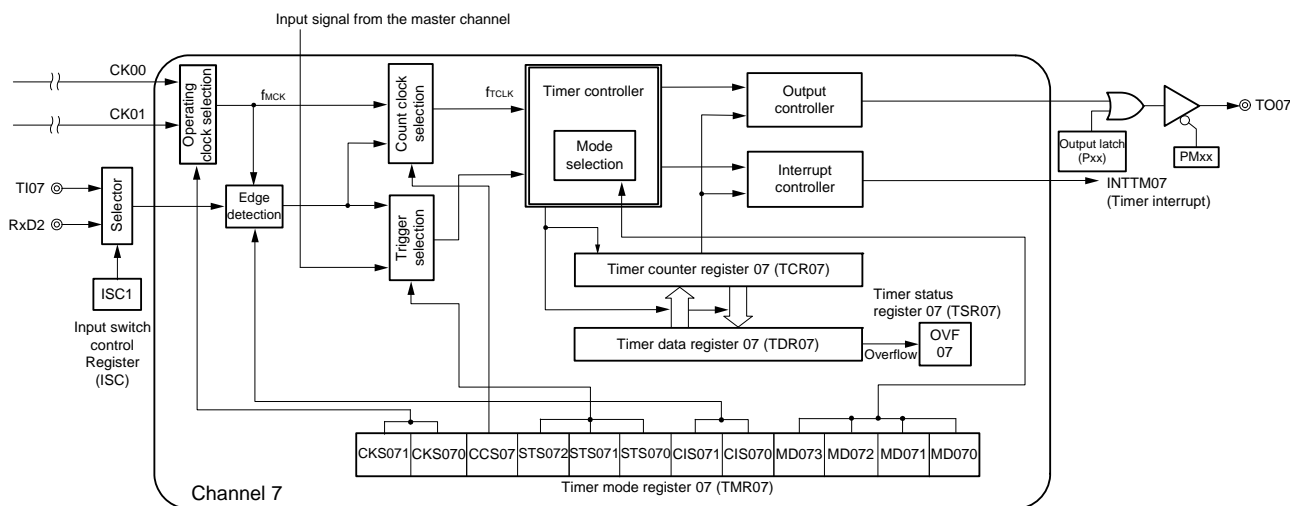 Input signal from the master channel
CK00
CK01
Operating
clock selection
fMCK
Count clock
selection
fTCLK
Timer controller
Mode
selection
Output
controller
TO07
Output latch
(Pxx)
PMxx
Interrupt
controller
INTTM07
(Timer interrupt)
TI07
RxD2
Selector
Edge
detection
Trigger
selection
ISC1
Input switch
control
Register
(ISC)
Timer counter register 07 (TCR07)
Timer status
register 07 (TSR07)
Timer data register 07 (TDR07)
Overflow
OVF
07
CKS071 CKS070 CCS07 STS072 STS071 STS070 CIS071 CIS070 MD073 MD072 MD071 MD070
Timer mode register 07 (TMR07)
Channel 7